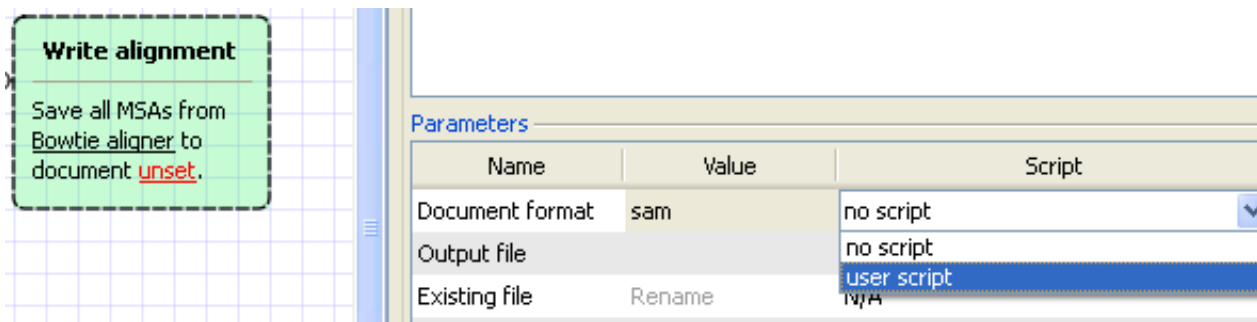 Write alignment
Save all MSAs from
Bowtie aligner to
document unset.
Parameters
Name Value Script
Document format sam no script
Output file no script
user script
Existing file Rename N/A